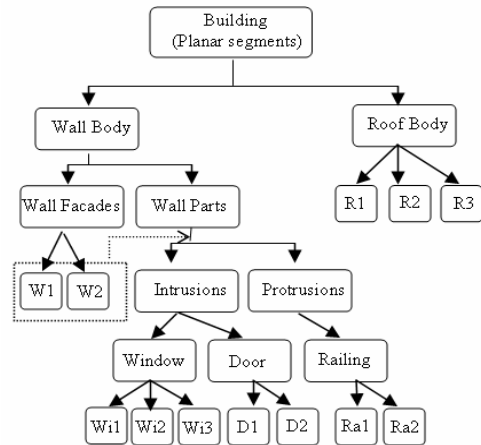 Building
(Planar segments)
Wall Body
Roof Body
Wall Facades
Wall Parts
R1
R2
R3
W1
W2
Intrusions
Protrusions
Window
Door
Railing
Wi1
Wi2
Wi3
D1
D2
Ra1
Ra2